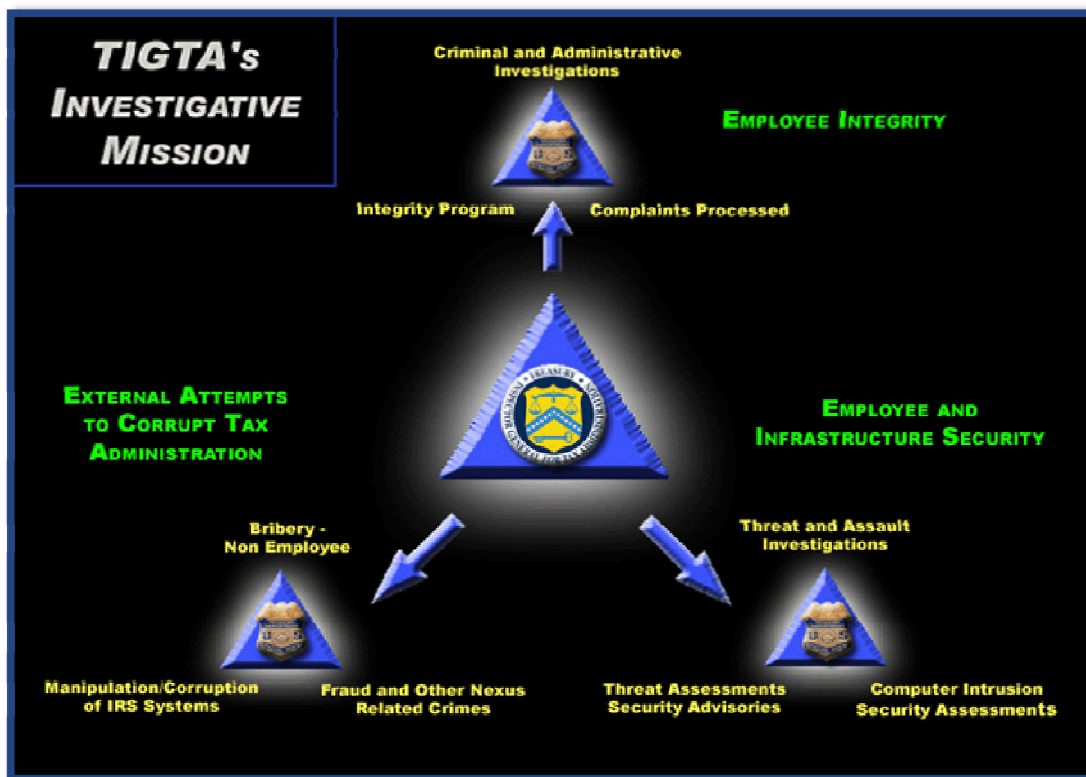 TIGTA's
Investigative
Mission
Criminal and Administrative
Investigations
Employee Integrity
Integrity Program
Complaints Processed
TREASURY
External Attempts
to Corrupt Tax
Administration
Employee and
Infrastructure Security
Bribery -
Non Employee
Threat and Assault
Investigations
Manipulation/Corruption
of IRS Systems
Fraud and Other Nexus
Related Crimes
Threat Assessments
Security Advisories
Computer Intrusion
Security Assessments